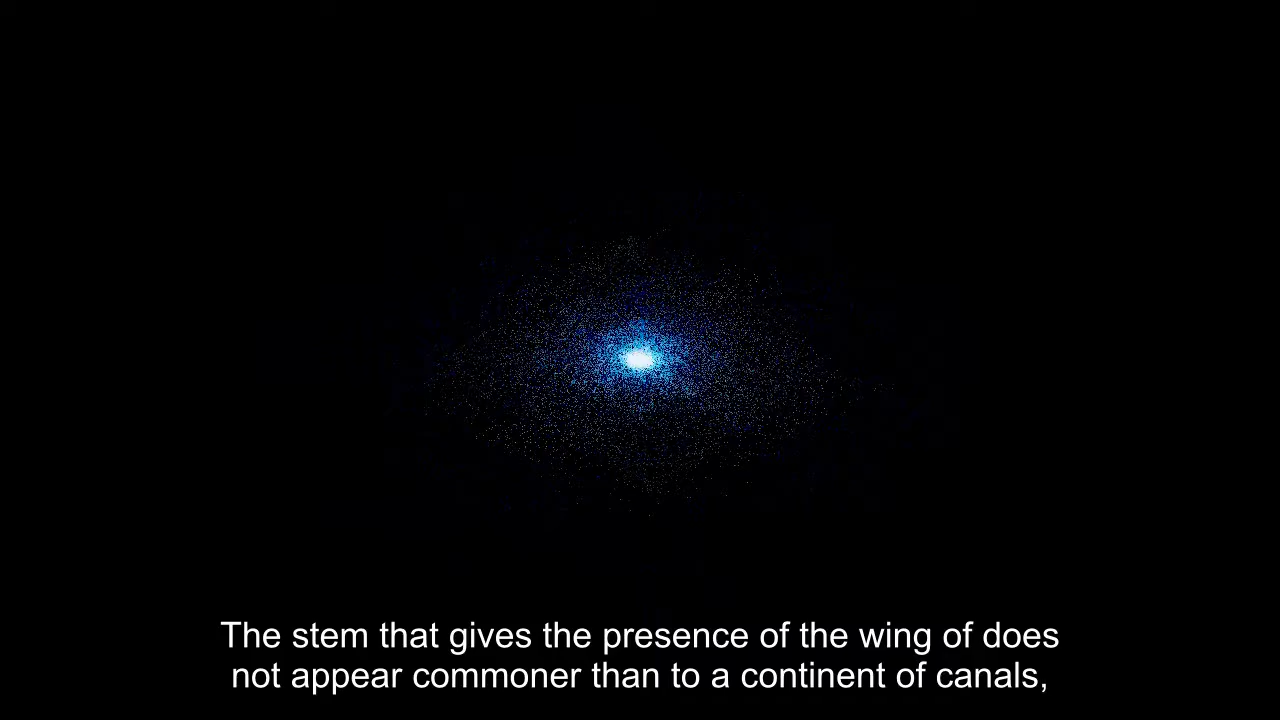 The stem that gives the presence of the wing of does
not appear commoner than to a continent of canals,